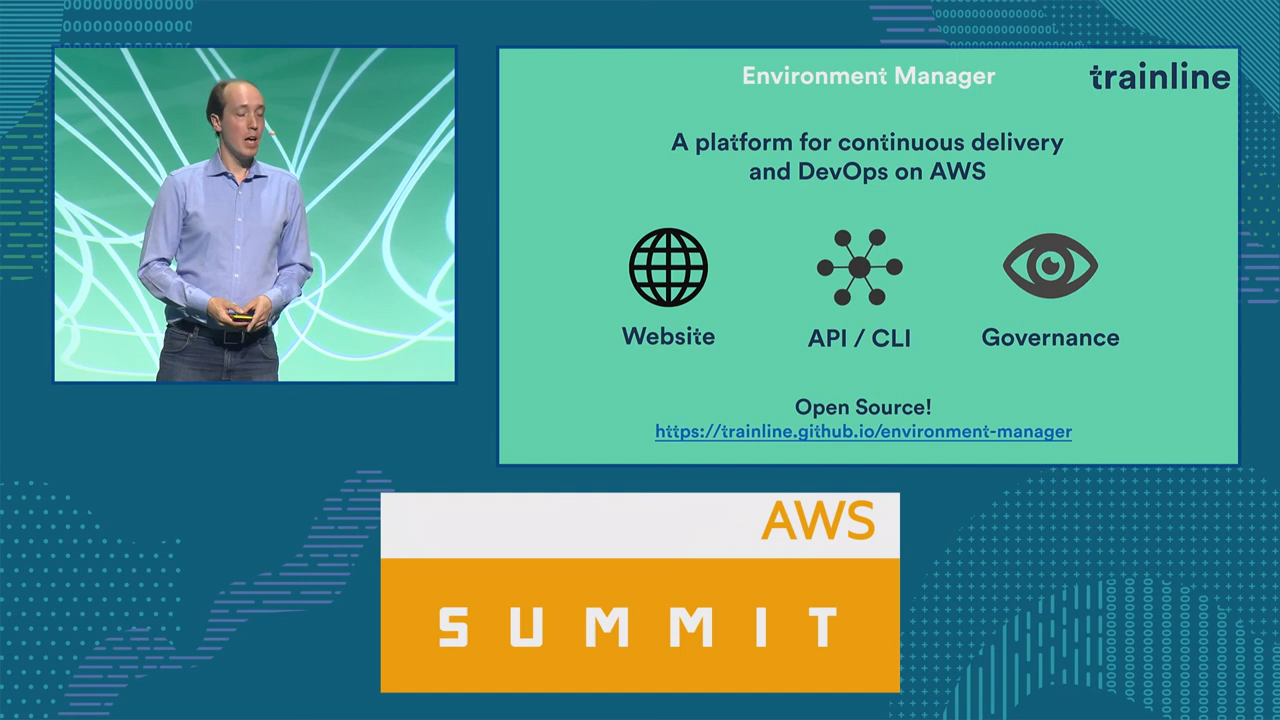 Environment Manager
trainline
A platform for continuous delivery
and DevOps on AWS
Website
API / CLI
Governance
Open Source!
https://trainline.github.io/environment-manager
AWS
SUMMIT